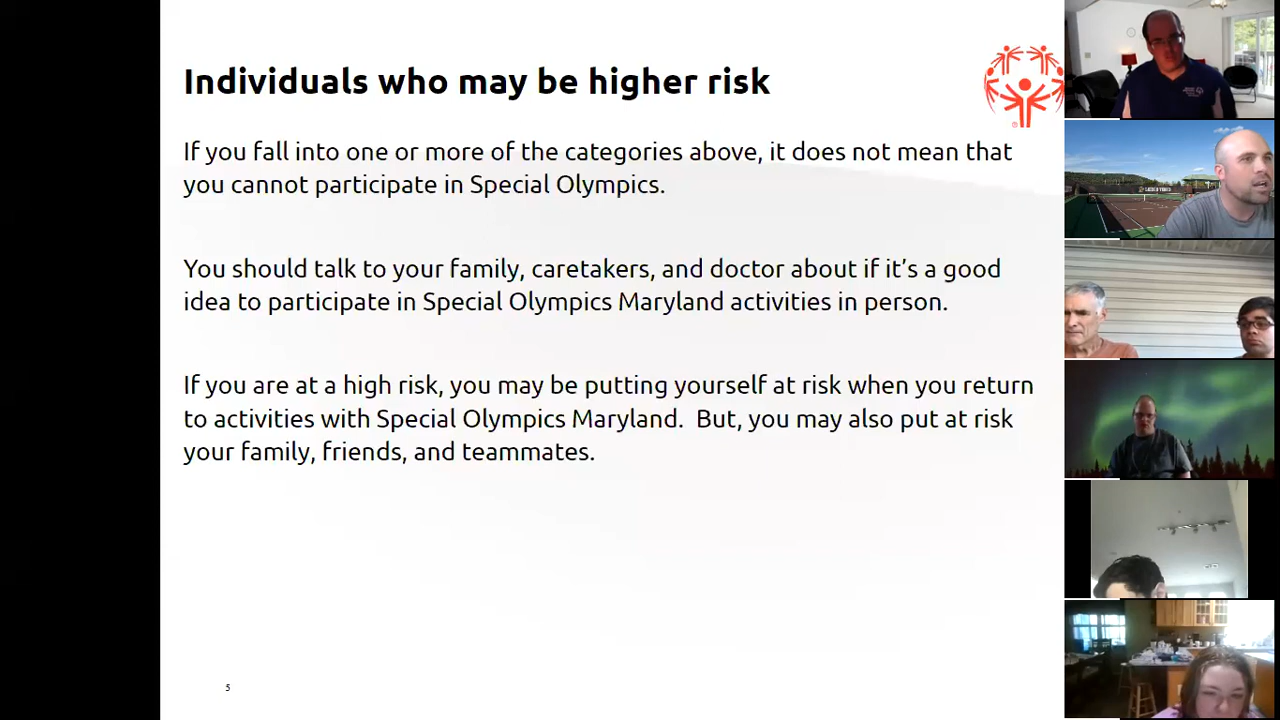 Individuals who may be higher risk
If you fall into one or more of the categories above, it does not mean that
you cannot participate in Special Olympics.
You should talk to your family, caretakers, and doctor about if it's a good
idea to participate in Special Olympics Maryland activities in person.
If you are at a high risk, you may be putting yourself at risk when you return
to activities with Special Olympics Maryland.  But, you may also put at risk
your family, friends, and teammates.
5